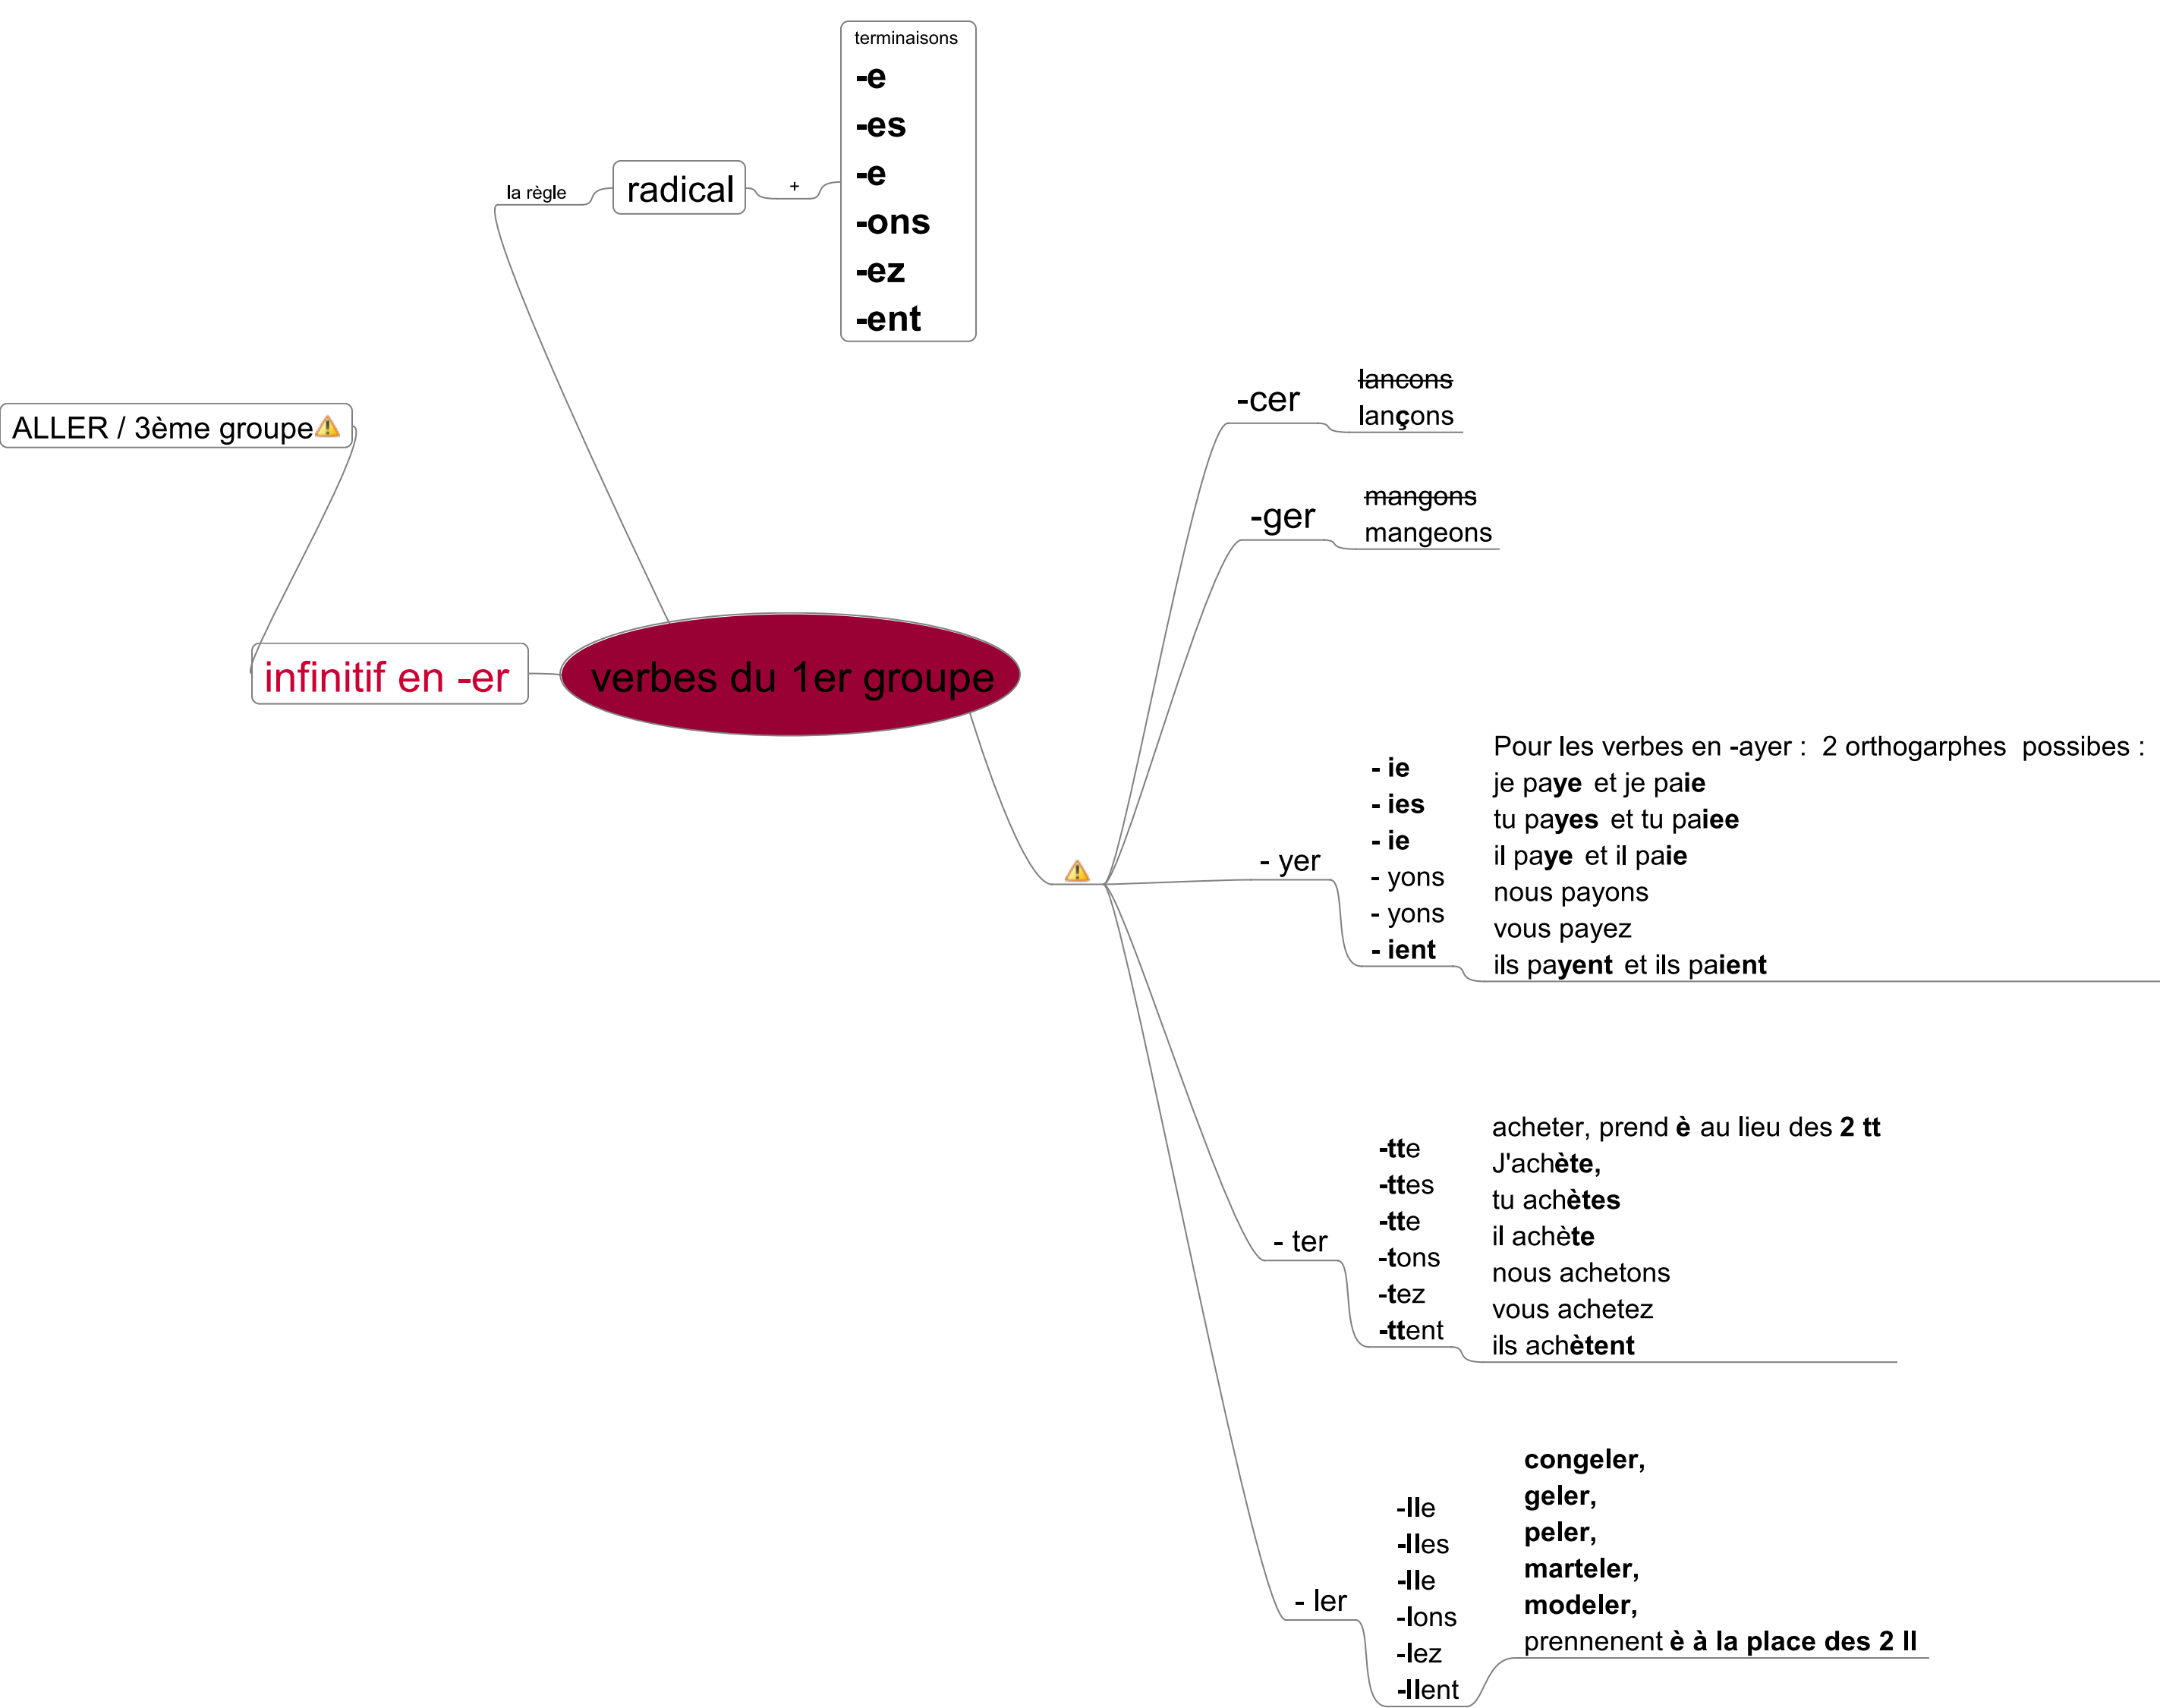 terminaisons
-e
-es
-e
-ons
-ez
-ent
la règle
radical
+
ALLER / 3ème groupe
infinitif en -er
verbes du 1er groupe
-cer
lancons
lançons
-ger
mangons
mangeons
- yer
- ie
- ies
- ie
- yons
- yons
- ient
Pour les verbes en -ayer : 2 orthogarphes possibes :
je paye et je paie
tu payes et tu paiee
il paye et il paie
nous payons
vous payez
ils payent et ils paient
- ter
-tte
-ttes
-tte
-tons
-tez
-ttent
acheter, prend è au lieu des 2 tt
J'achète,
tu achètes
il achète
nous achetons
vous achetez
ils achètent
- ler
-lle
-lles
-lle
-lons
-lez
-llent
congeler,
geler,
peler,
marteler,
modeler,
prennenent è à la place des 2 ll